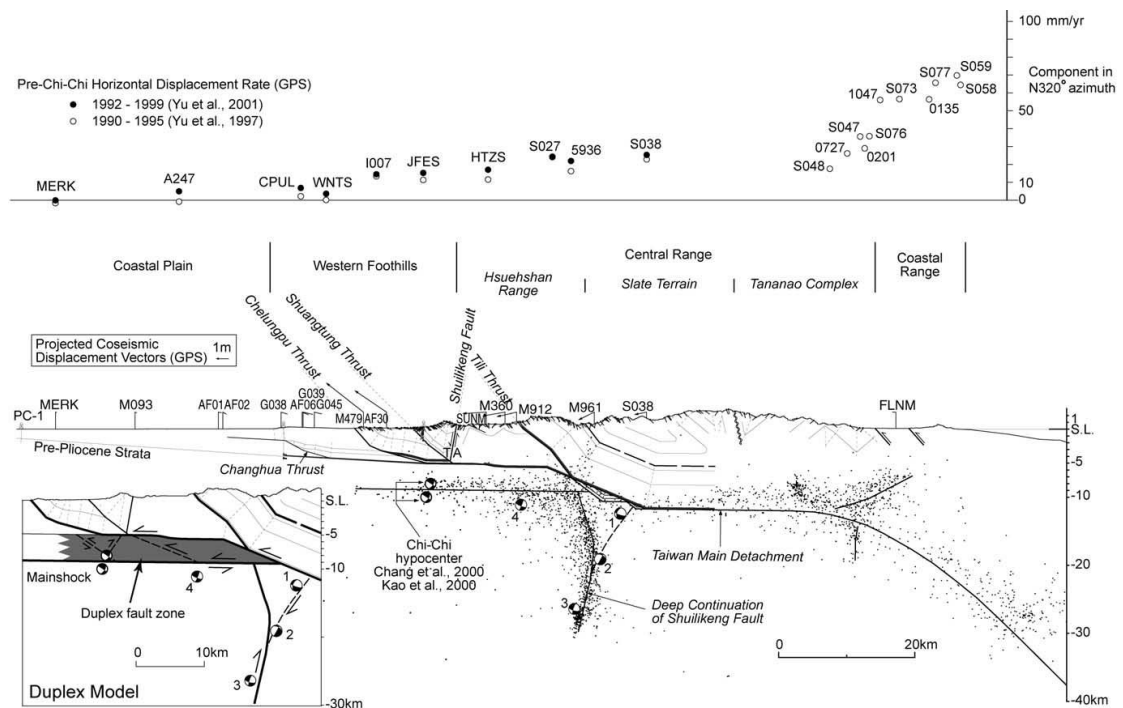 100 mm/yr
Pre-Chi-Chi Horizontal Displacement Rate (GPS)
● 1992 - 1999 (Yu et al., 2001)
○ 1990 - 1995 (Yu et al., 1997)
Component in
N320° azimuth
S059
S077
S058
1047
S073
0135
S047
S076
0727
0201
S048
S038
S027
5936
HTZS
JFES
I007
WNTS
CPUL
A247
MERK
10
0
Coastal Plain
Western Foothills
Central Range
Coastal
Range
Hsuehshan
Range
Slate Terrain
Tananao Complex
Chelungpu Thrust
Shuangtung Thrust
Shuilikeng Fault
Tili Thrust
Projected Coseismic
Displacement Vectors (GPS)
1m
PC-1
MERK
M093
AF01
AF02
G038
G039
AF06
G045
M479
AF30
SUNM
M360
M912
M961
S038
FLNM
1
S.L.
-5
-10
-20
-30
-40km
Pre-Pliocene Strata
Changhua Thrust
T
A
Chi-Chi
hypocenter
Chang et al., 2000
Kao et al., 2000
4
1
2
3
Taiwan Main Detachment
Deep Continuation
of Shuilikeng Fault
0
20km
S.L.
-5
-10
-30km
Mainshock
4
1
2
3
Duplex fault zone
0
10km
Duplex Model